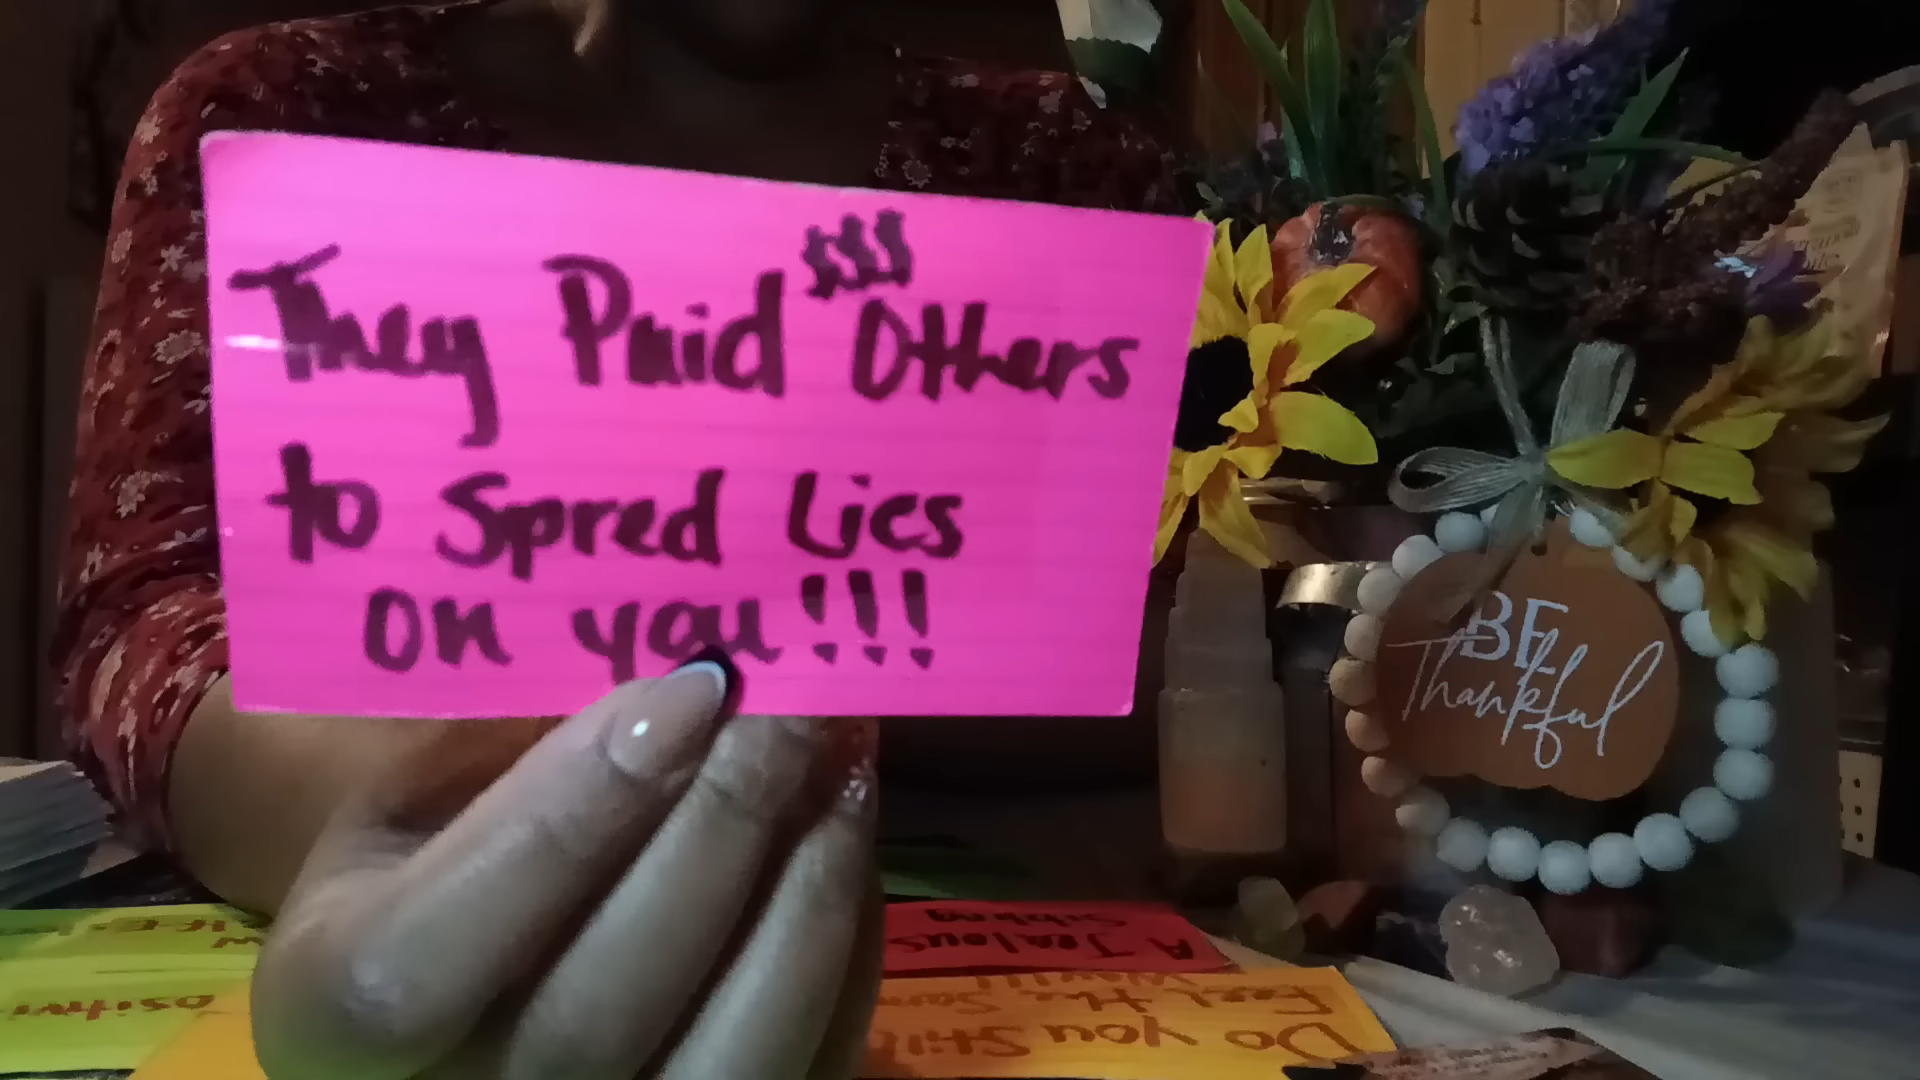 They Paid $$$ Others
to Spred Lies
on you!!!
BE
Thankful
A Jealous
Sibling
Do you Still
Feel the Same